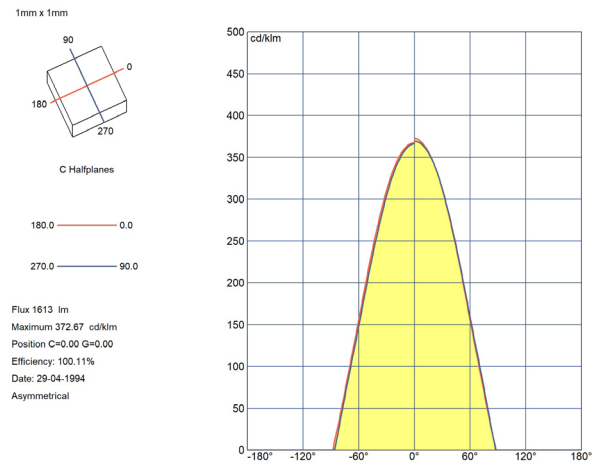 1mm x 1mm
90
0
180
270
C Halfplanes
180.0 0.0
270.0 90.0
Flux 1613 lm
Maximum 372.67 cd/klm
Position C=0.00 G=0.00
Efficiency: 100.11%
Date: 29-04-1994
Asymmetrical
500
cd/klm
450
400
350
300
250
200
150
100
50
0
-180° -120° -60° 0° 60° 120° 180°